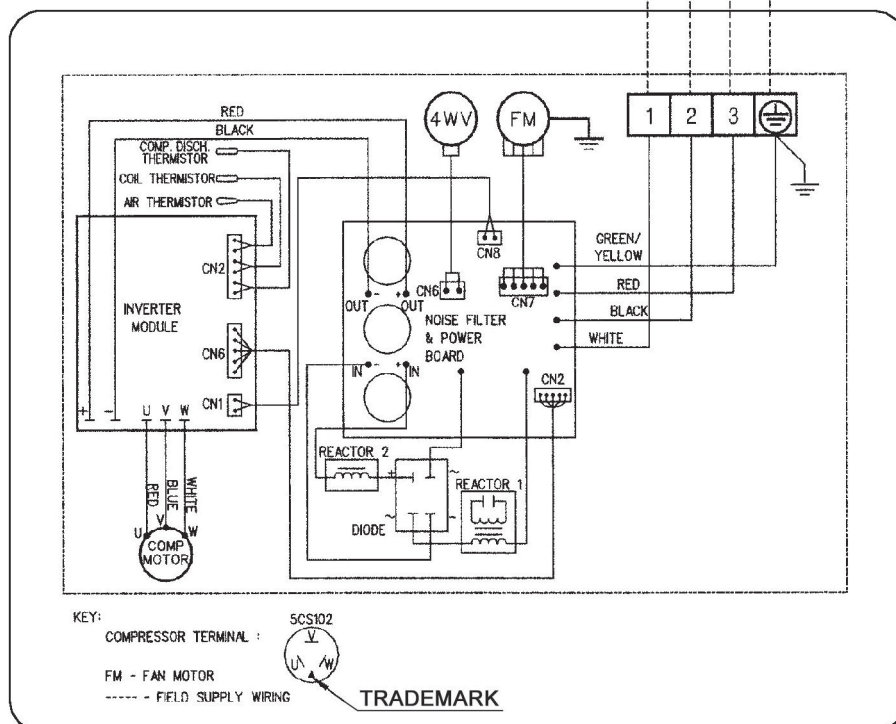 RED
BLACK
COMP. DISCH.
THERMISTOR
COIL THERMISTOR
AIR THERMISTOR
4WV
FM
1 2 3
CN2
INVERTER
MODULE
CN6
CN1
+ - U V W
CN8
CN6
CN7
OUT - + OUT
NOISE FILTER
& POWER
BOARD
IN - + IN
CN2
GREEN/
YELLOW
RED
BLACK
WHITE
REACTOR 2
+ ~
REACTOR 1
~ - ~
DIODE
RED
BLUE
WHITE
U V W
COMP
MOTOR
KEY:
COMPRESSOR TERMINAL :
5CS102
V
U W
FM - FAN MOTOR
----- - FIELD SUPPLY WIRING
TRADEMARK